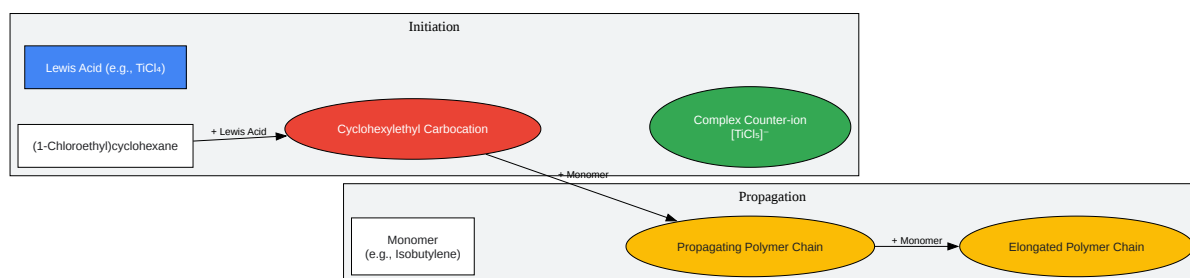 Initiation
Lewis Acid (e.g., TiCl₄)
(1-Chloroethyl)cyclohexane
+ Lewis Acid
Cyclohexylethyl Carbocation
Complex Counter-ion
[TiCl₅]⁻
+ Monomer
Propagation
Monomer
(e.g., Isobutylene)
Propagating Polymer Chain
+ Monomer
Elongated Polymer Chain